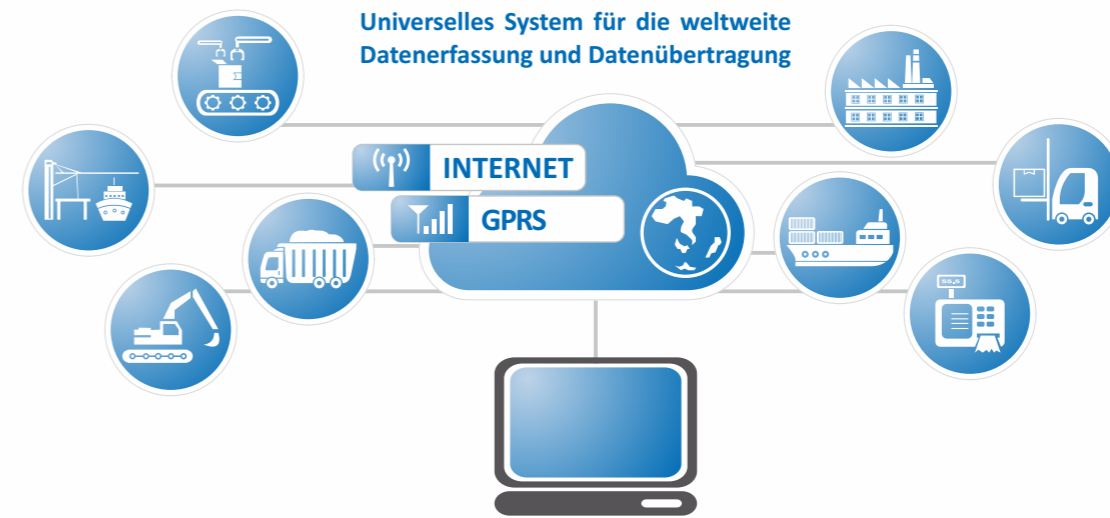 Universelles System für die weltweite
Datenerfassung und Datenübertragung
INTERNET
GPRS